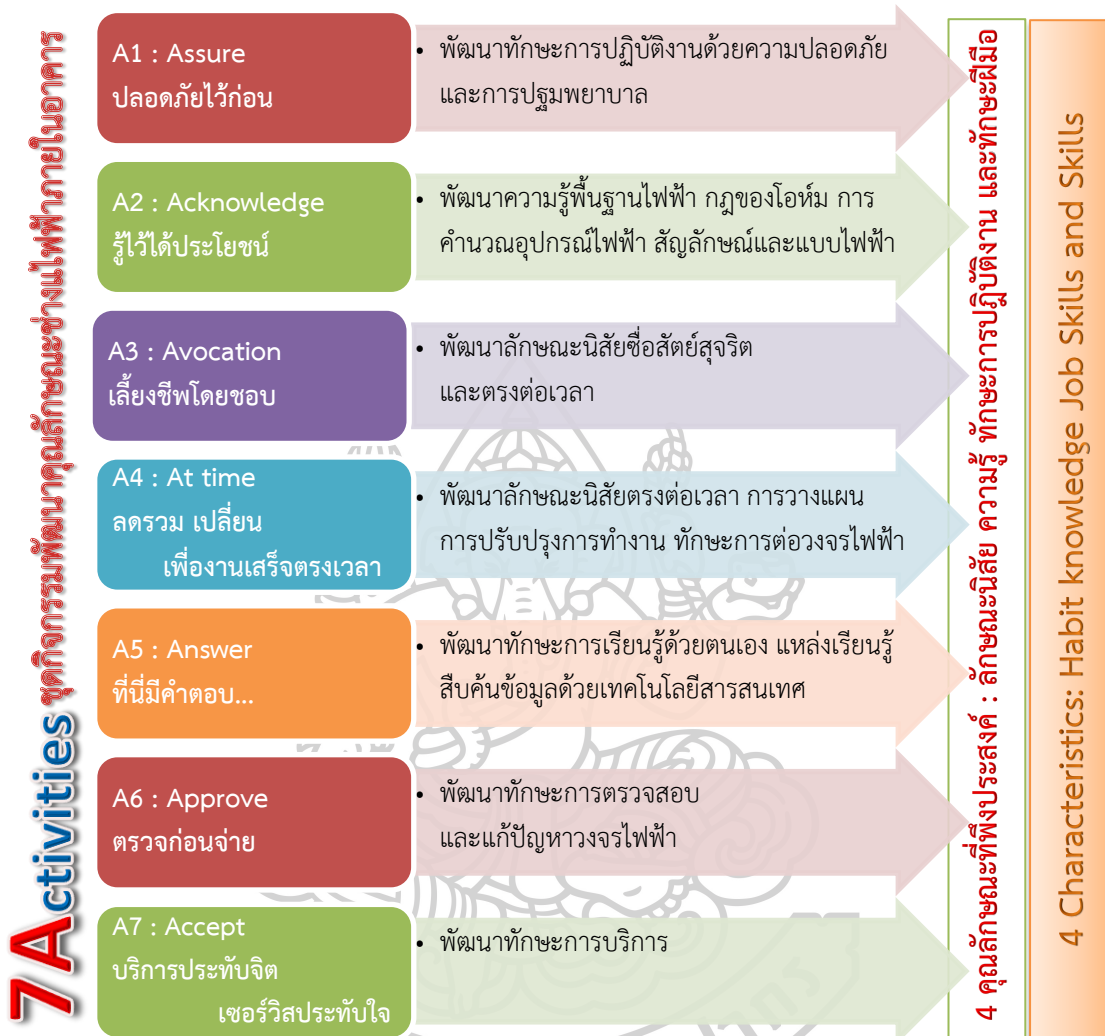 7Activities ชุดกิจกรรมพัฒนาคุณลักษณะช่างไฟฟ้าภายในอาคาร
A1 : Assure
ปลอดภัยไว้ก่อน
• พัฒนาทักษะการปฏิบัติงานด้วยความปลอดภัย
และการปฐมพยาบาล
A2 : Acknowledge
รู้ไว้ได้ประโยชน์
• พัฒนาความรู้พื้นฐานไฟฟ้า กฎของโอห์ม การ
คำนวณอุปกรณ์ไฟฟ้า สัญลักษณ์และแบบไฟฟ้า
A3 : Avocation
เลี้ยงชีพโดยชอบ
• พัฒนาลักษณะนิสัยซื่อสัตย์สุจริต
และตรงต่อเวลา
A4 : At time
ลดรวม เปลี่ยน
เพื่องานเสร็จตรงเวลา
• พัฒนาลักษณะนิสัยตรงต่อเวลา การวางแผน
การปรับปรุงการทำงาน ทักษะการต่อวงจรไฟฟ้า
A5 : Answer
ที่นี่มีคำตอบ...
• พัฒนาทักษะการเรียนรู้ด้วยตนเอง แหล่งเรียนรู้
สืบค้นข้อมูลด้วยเทคโนโลยีสารสนเทศ
A6 : Approve
ตรวจก่อนจ่าย
• พัฒนาทักษะการตรวจสอบ
และแก้ปัญหาวงจรไฟฟ้า
A7 : Accept
บริการประทับจิต
เซอร์วิสประทับใจ
• พัฒนาทักษะการบริการ
4 คุณลักษณะที่พึงประสงค์ : ลักษณะนิสัย ความรู้ ทักษะการปฏิบัติงาน และทักษะฝีมือ
4 Characteristics: Habit knowledge Job Skills and Skills